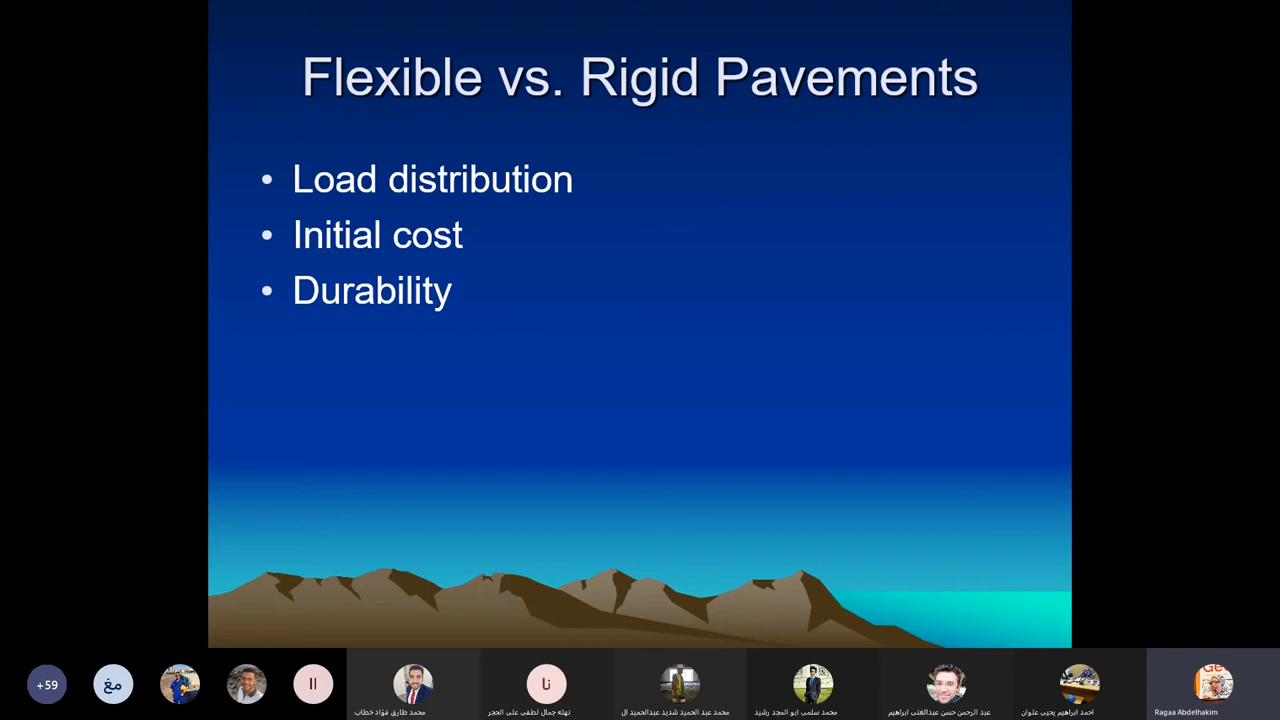 Flexible vs. Rigid Pavements
• Load distribution
• Initial cost
• Durability
+59
مغ
اا
نا
محمد طارق فؤاد خطاب
نهله جمال لطفى على الحجر
محمد عبد الحميد شديد عبدالحميد ال
محمد سلمى ابو المجد رشيد
عبد الرحمن حسن عبدالغنى ابراهيم
احمد ابراهيم يحيى علوان
Ragaa Abdelhakim